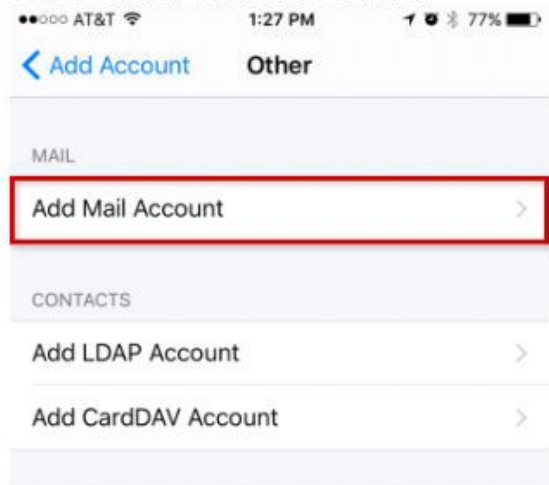 AT&T 1:27 PM 77%
Add Account Other
MAIL
Add Mail Account
CONTACTS
Add LDAP Account
Add CardDAV Account